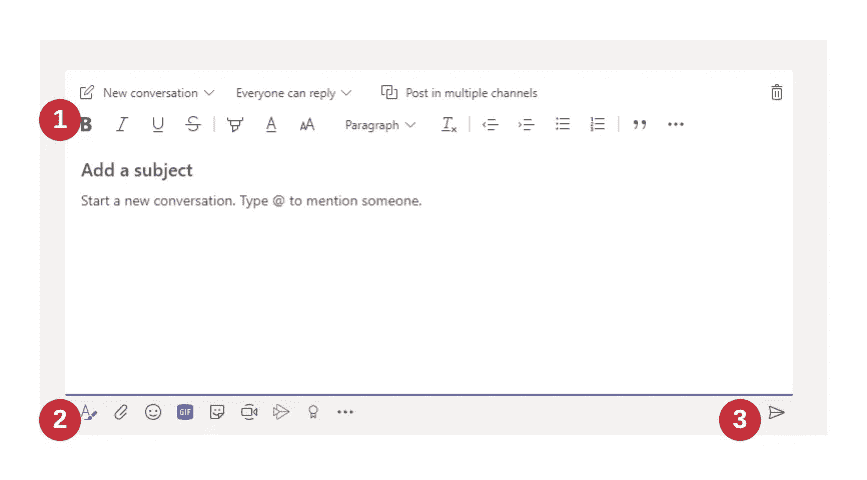 New conversation Everyone can reply Post in multiple channels
1 B I U S A AA Paragraph Ix
Add a subject
Start a new conversation. Type @ to mention someone.
2 A GIF 3